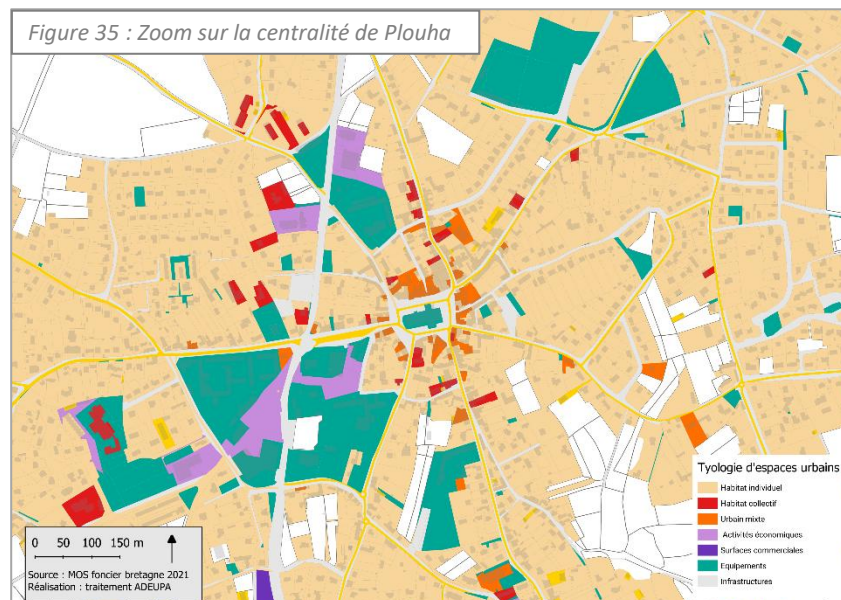 Figure 35 : Zoom sur la centralité de Plouha
Tyologie d'espaces urbains
Habitat individuel
Habitat collectif
Urbain mixte
Activités économiques
Surfaces commerciales
Equipements
Infrastructures
0 50 100 150 m
Source : MOS foncier bretagne 2021
Réalisation : traitement ADEUPA